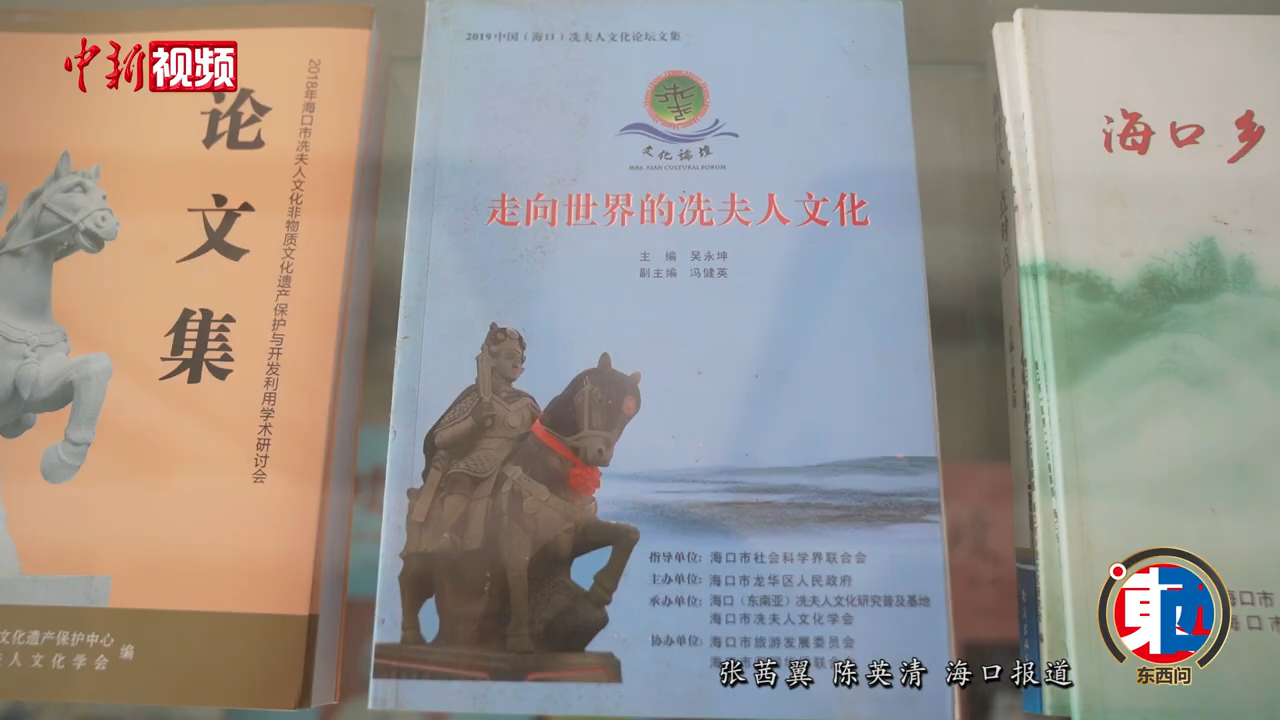 中新视频
论文集
2018年海口市冼夫人文化非物质文化遗产保护与开发利用学术研讨会
文化遗产保护中心
人文化学会
编
2019中国（海口）冼夫人文化论坛文集
文化论坛
MRS. XIAN CULTURAL FORUM
走向世界的冼夫人文化
主 编 吴永坤
副主编 冯健英
指导单位：海口市社会科学界联合会
主办单位：海口市龙华区人民政府
承办单位：海口（东南亚）冼夫人文化研究普及基地
海口市冼夫人文化学会
协办单位：海口市旅游发展委员会
海口乡
海口市
海口市
张茜翼 陈英清 海口报道
东西问